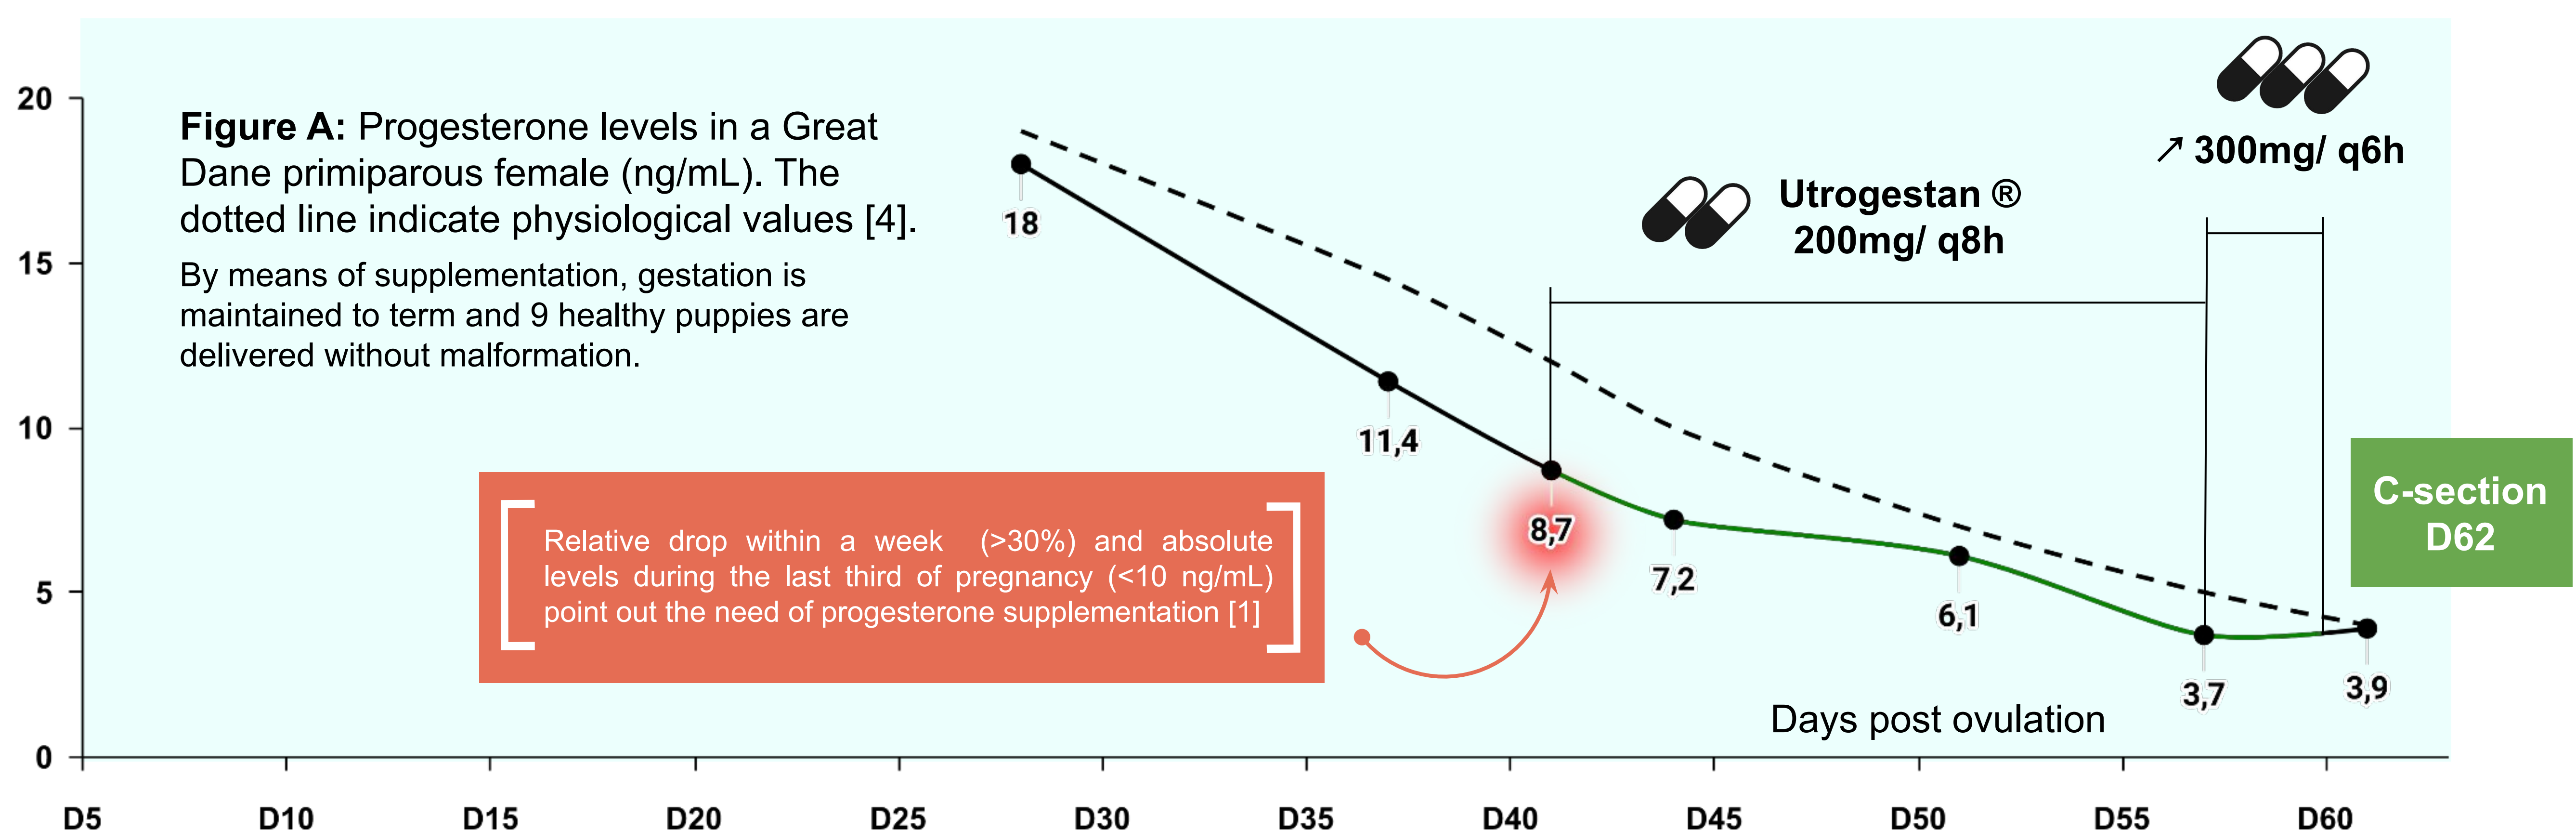 20
15
10
5
0
Figure A: Progesterone levels in a Great
Dane primiparous female (ng/mL). The
dotted line indicate physiological values [4].
By means of supplementation, gestation is
maintained to term and 9 healthy puppies are
delivered without malformation.
↗ 300mg/ q6h
Utrogestan ®
200mg/ q8h
18
11,4
8,7
7,2
6,1
3,7
3,9
Relative drop within a week (>30%) and absolute
levels during the last third of pregnancy (<10 ng/mL)
point out the need of progesterone supplementation [1]
C-section
D62
Days post ovulation
D5 D10 D15 D20 D25 D30 D35 D40 D45 D50 D55 D60